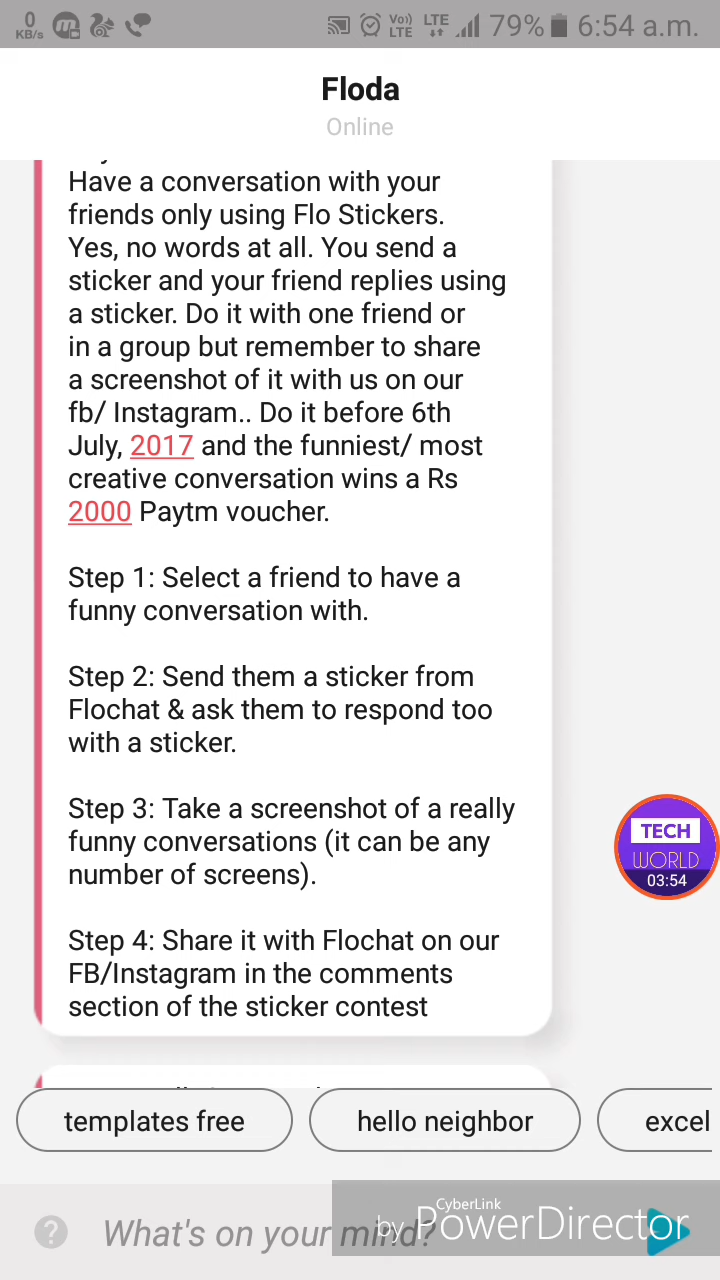 0
KB/s
Vo))
LTE
LTE
79%
6:54 a.m.
Floda
Online
Have a conversation with your
friends only using Flo Stickers.
Yes, no words at all. You send a
sticker and your friend replies using
a sticker. Do it with one friend or
in a group but remember to share
a screenshot of it with us on our
fb/ Instagram.. Do it before 6th
July, 2017 and the funniest/ most
creative conversation wins a Rs
2000 Paytm voucher.
Step 1: Select a friend to have a
funny conversation with.
Step 2: Send them a sticker from
Flochat & ask them to respond too
with a sticker.
Step 3: Take a screenshot of a really
funny conversations (it can be any
number of screens).
Step 4: Share it with Flochat on our
FB/Instagram in the comments
section of the sticker contest
TECH
WORLD
03:54
templates free
hello neighbor
excel
? What's on your mind?
CyberLink
by PowerDirector